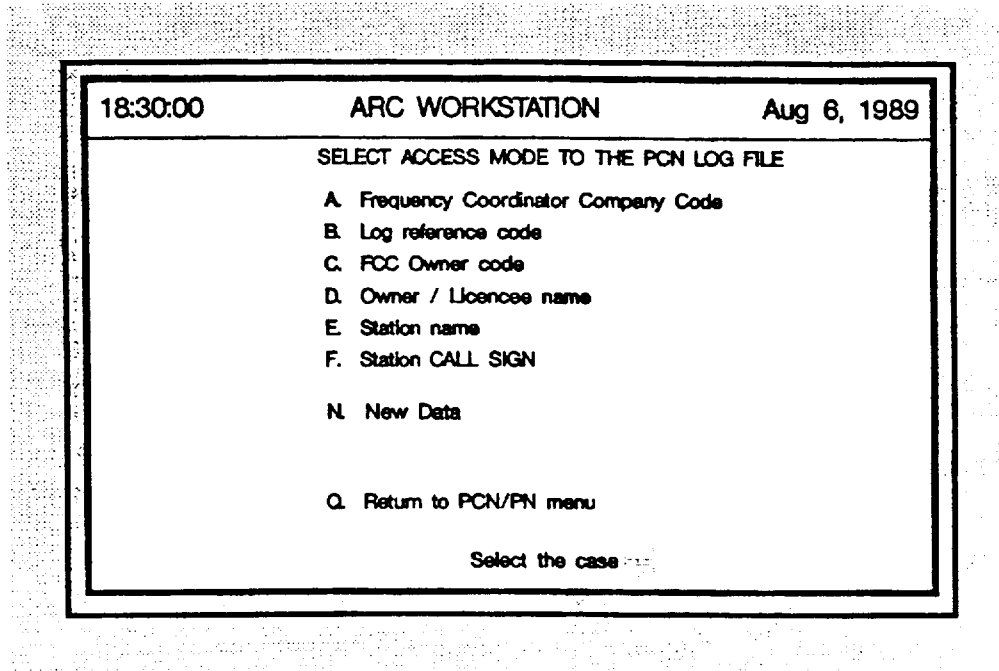 18:30:00 ARC WORKSTATION Aug 6, 1989
SELECT ACCESS MODE TO THE PCN LOG FILE
A. Frequency Coordinator Company Code
B. Log reference code
C. FCC Owner code
D. Owner / Licencee name
E. Station name
F. Station CALL SIGN
N. New Data
Q. Return to PCN/PN menu
Select the case